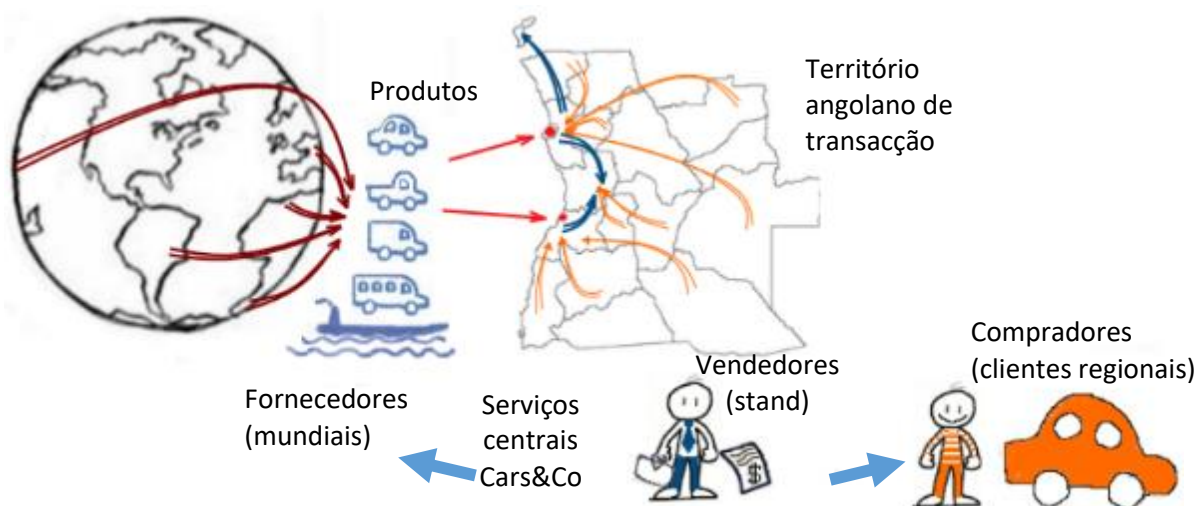 Produtos
Território
angolano de
transacção
Fornecedores
(mundiais)
Serviços
centrais
Cars&Co
Vendedores
(stand)
$
Compradores
(clientes regionais)